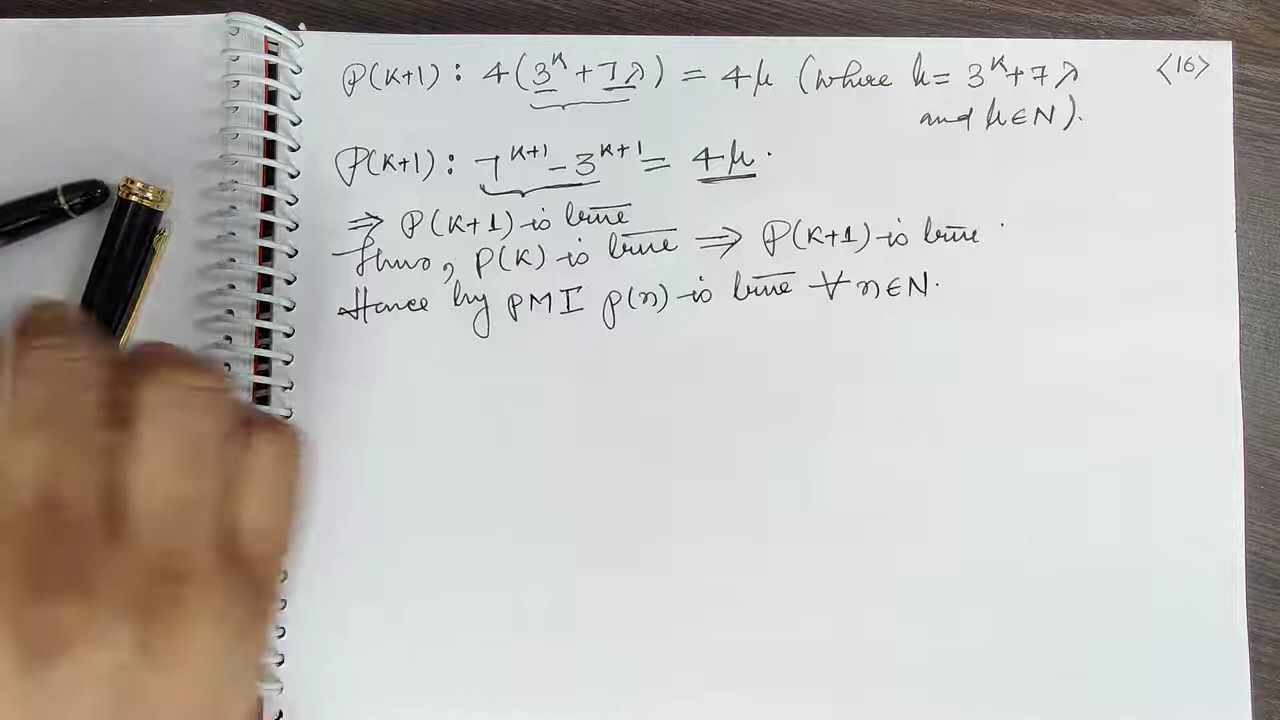 P(K+1) : 4(3^K + 7λ) = 4μ (where μ = 3^K + 7λ <16>
and μ ∈ N).
P(K+1) : 7^{K+1} - 3^{K+1} = 4μ.
⇒ P(K+1) is true
Thus, P(K) is true ⇒ P(K+1) is true.
Hence by PMI P(n) is true ∀ n ∈ N.